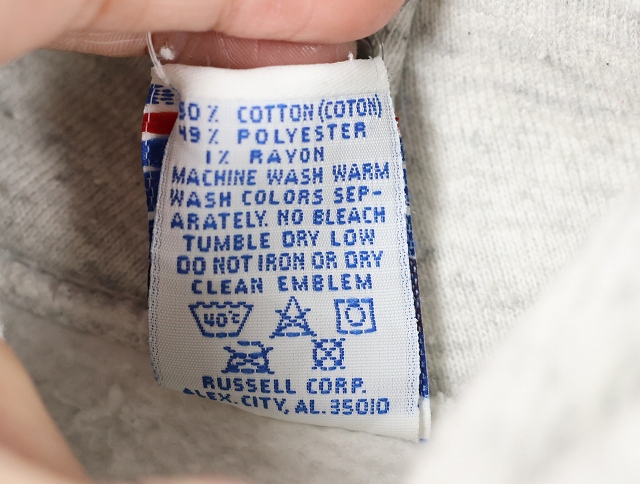 50 % COTTON (COTON)
49 % POLYESTER
1 % RAYON
MACHINE WASH WARM
WASH COLORS SEP-
ARATELY. NO BLEACH
TUMBLE DRY LOW
DO NOT IRON OR DRY
CLEAN EMBLEM
40°C
RUSSELL CORP.
ALEX. CITY, AL. 35010